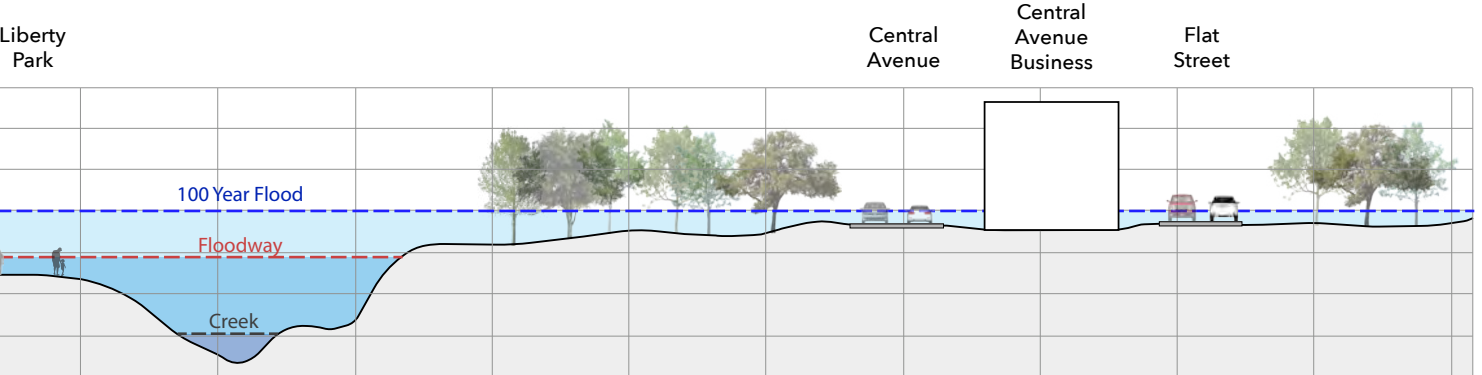 Liberty
Park
Central
Avenue
Central
Avenue
Business
Flat
Street
100 Year Flood
Floodway
Creek